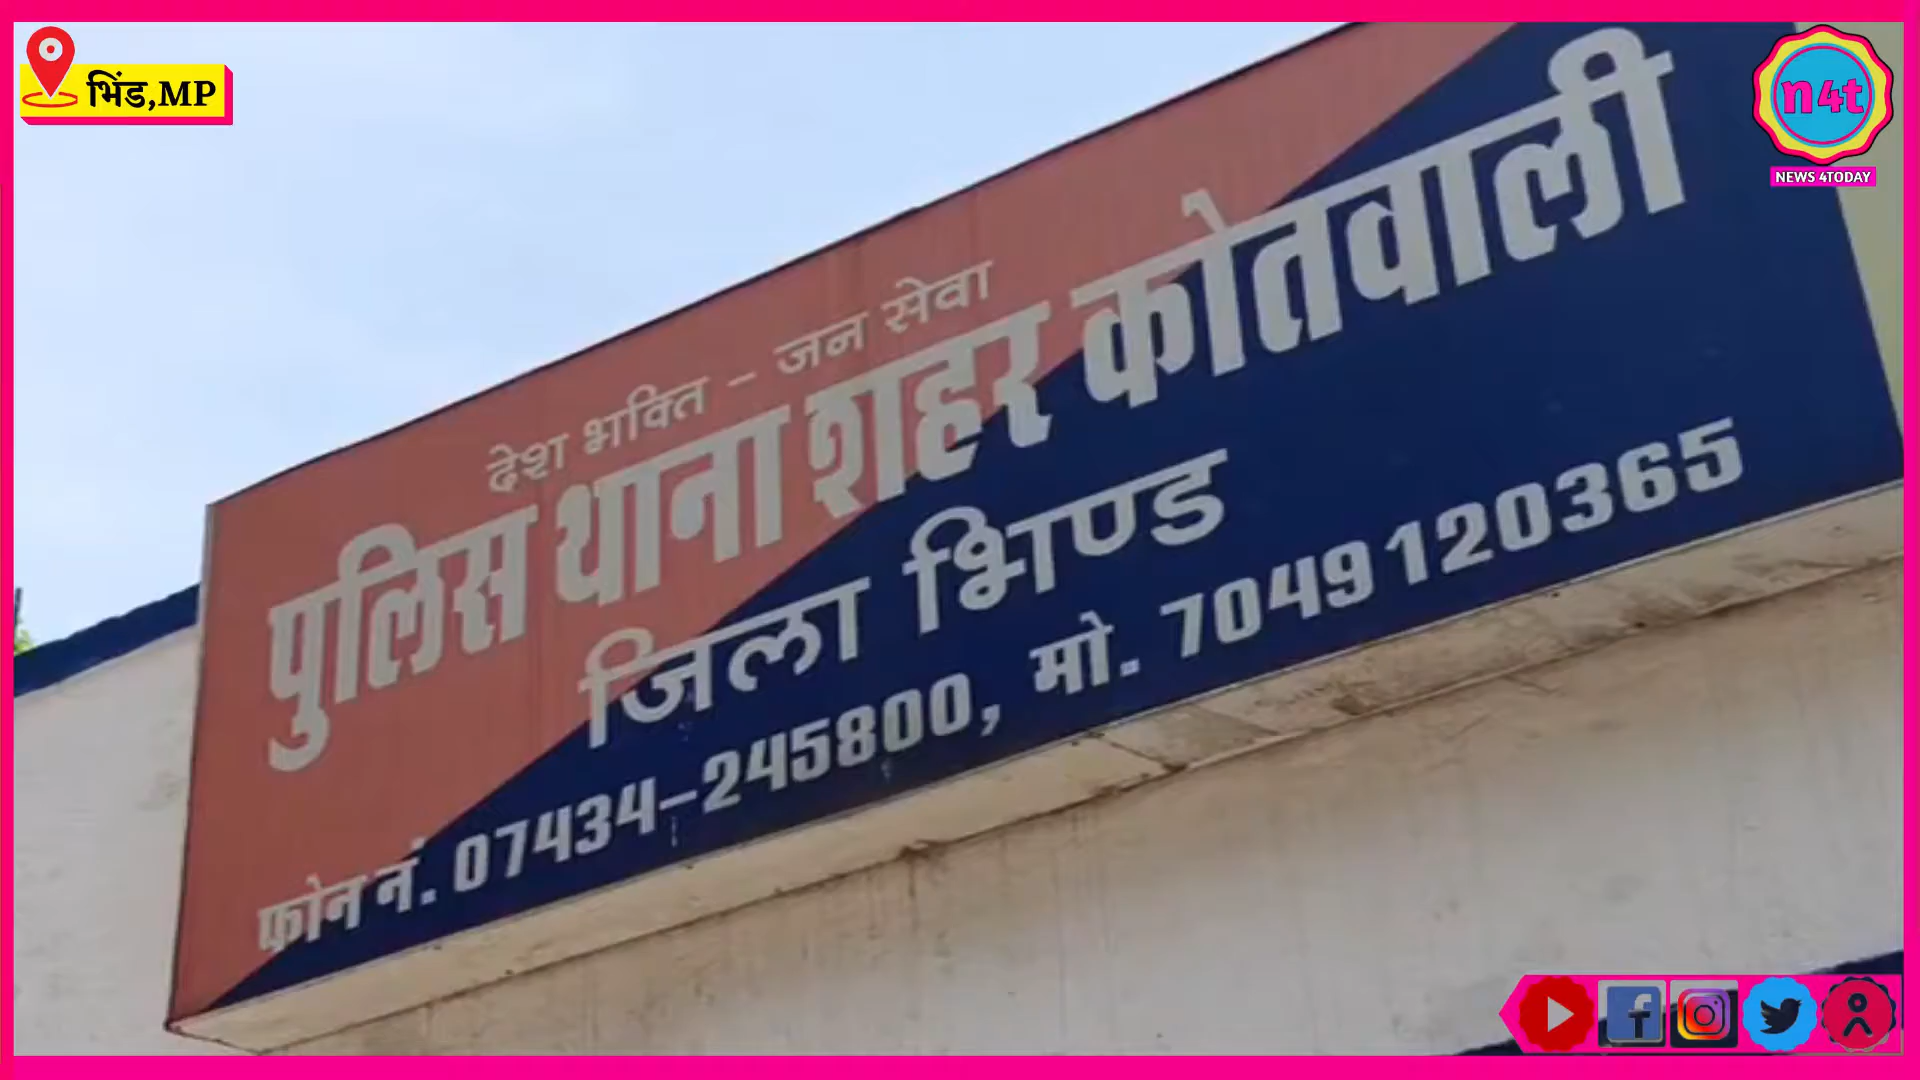 भिंड,MP
n4t
NEWS 4TODAY
देश भक्ति - जन सेवा
पुलिस थाना शहर कोतवाली
जिला भिण्ड
फोन नं. 07434-245800, मो. 7049120365